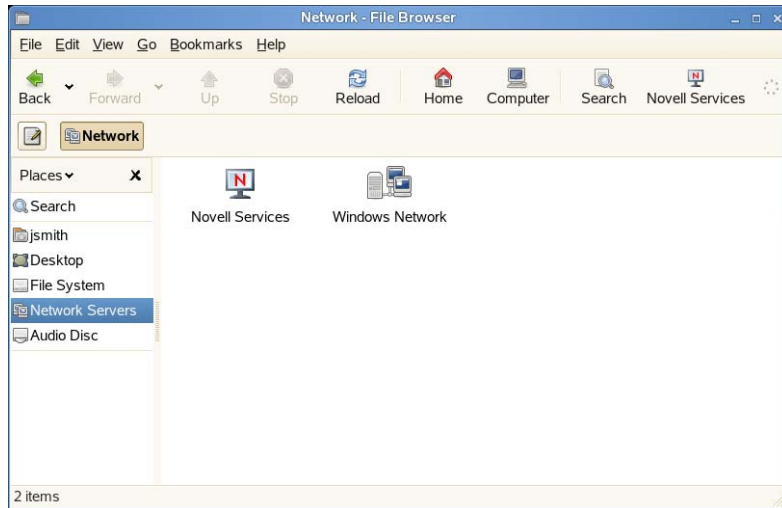 Network - File Browser
File Edit View Go Bookmarks Help
Back Forward Up Stop Reload Home Computer Search Novell Services
Network
Places
Search
jsmith
Desktop
File System
Network Servers
Audio Disc
N
Novell Services
Windows Network
2 items